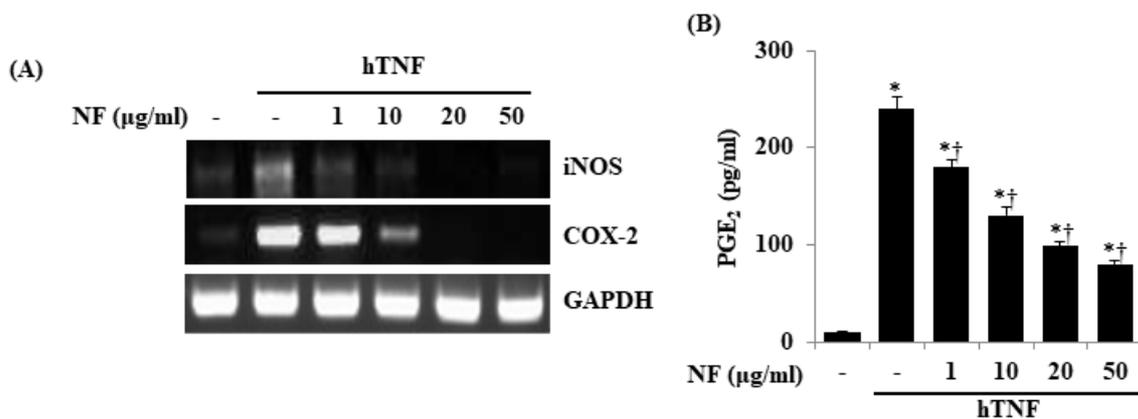 (A)
hTNF
NF (µg/ml) - - 1 10 20 50
iNOS
COX-2
GAPDH
(B)
300
200
100
0
PGE₂ (pg/ml)
*
*†
*†
*†
*†
NF (µg/ml) - - 1 10 20 50
hTNF